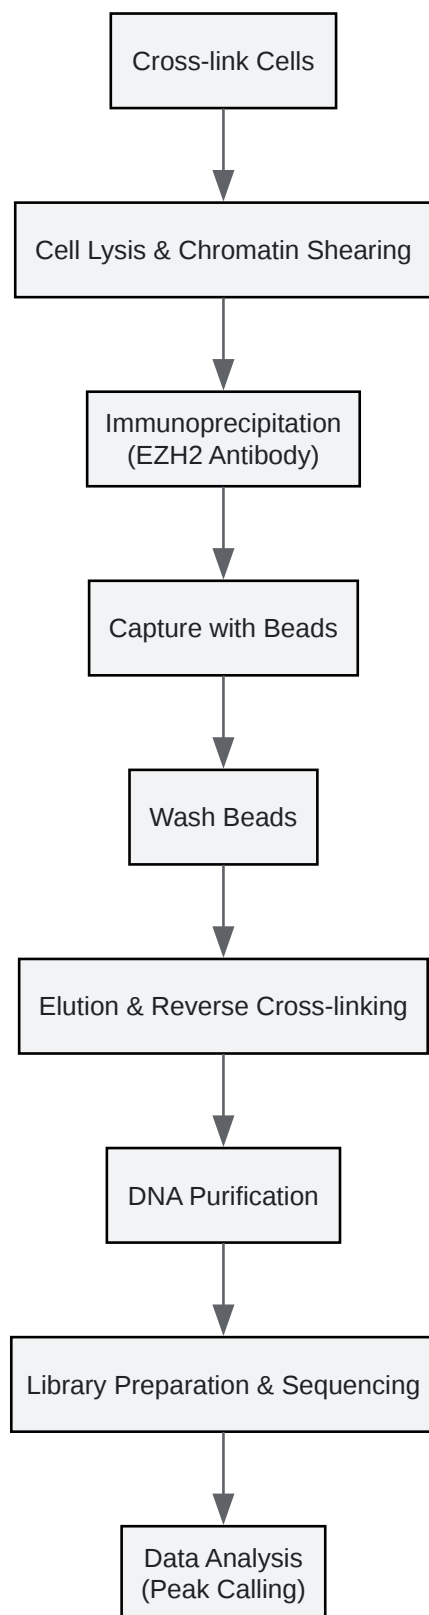 Cross-link Cells
Cell Lysis & Chromatin Shearing
Immunoprecipitation
(EZH2 Antibody)
Capture with Beads
Wash Beads
Elution & Reverse Cross-linking
DNA Purification
Library Preparation & Sequencing
Data Analysis
(Peak Calling)